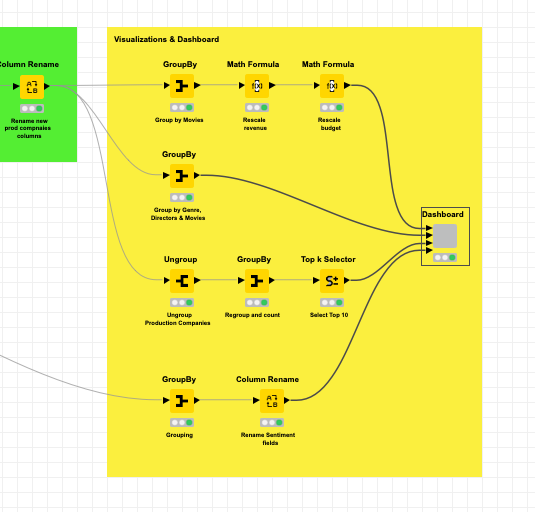 Visualizations & Dashboard
Column Rename
Rename new
prod compnaies
columns
GroupBy
Group by Movies
Math Formula
Rescale
revenue
Math Formula
Rescale
budget
GroupBy
Group by Genre,
Directors & Movies
Dashboard
Ungroup
Ungroup
Production Companies
GroupBy
Regroup and count
Top k Selector
Select Top 10
GroupBy
Grouping
Column Rename
Rename Sentiment
fields